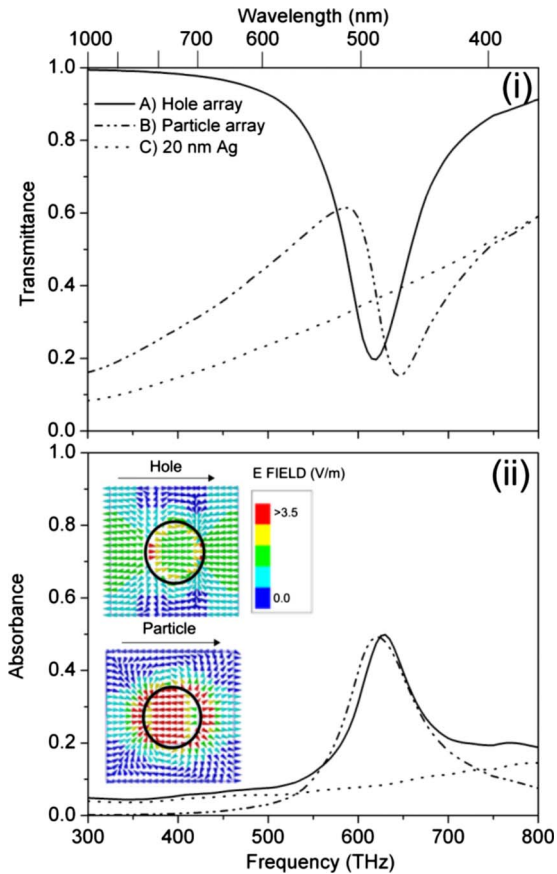 Wavelength (nm)
1000 700 600 500 400
1.0
(i)
A) Hole array
B) Particle array
C) 20 nm Ag
0.8
0.6
Transmittance
0.4
0.2
0.0
(ii)
Hole
E FIELD (V/m)
>3.5
0.0
Particle
0.8
0.6
Absorbance
0.4
0.2
0.0
300 400 500 600 700 800
Frequency (THz)